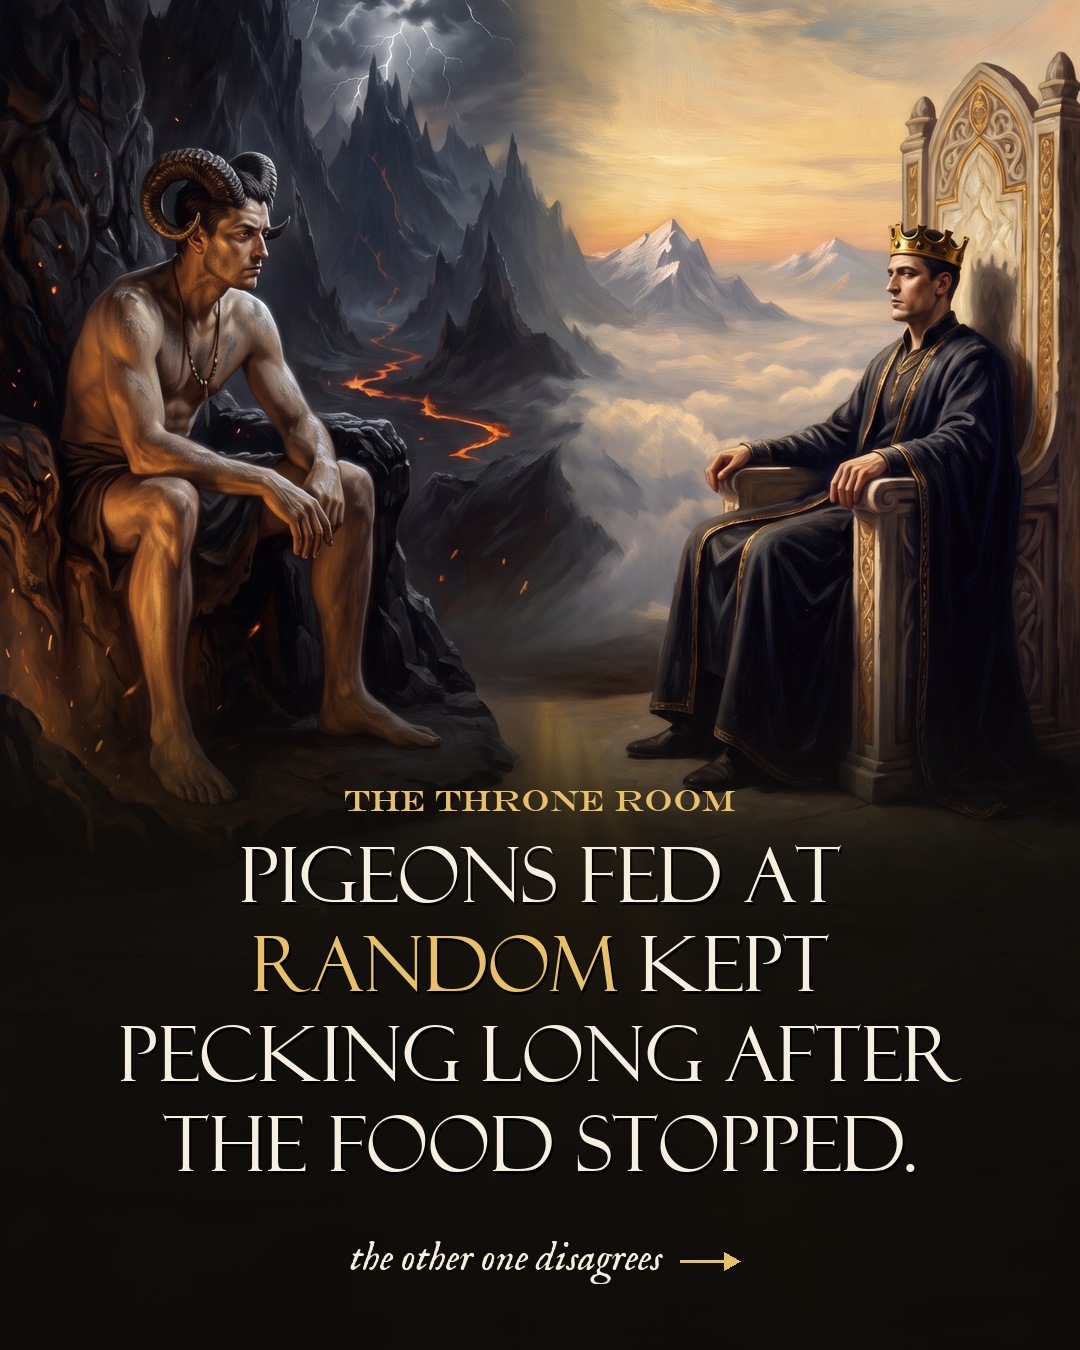 THE THRONE ROOM
PIGEONS FED AT
RANDOM KEPT
PECKING LONG AFTER
THE FOOD STOPPED.
the other one disagrees